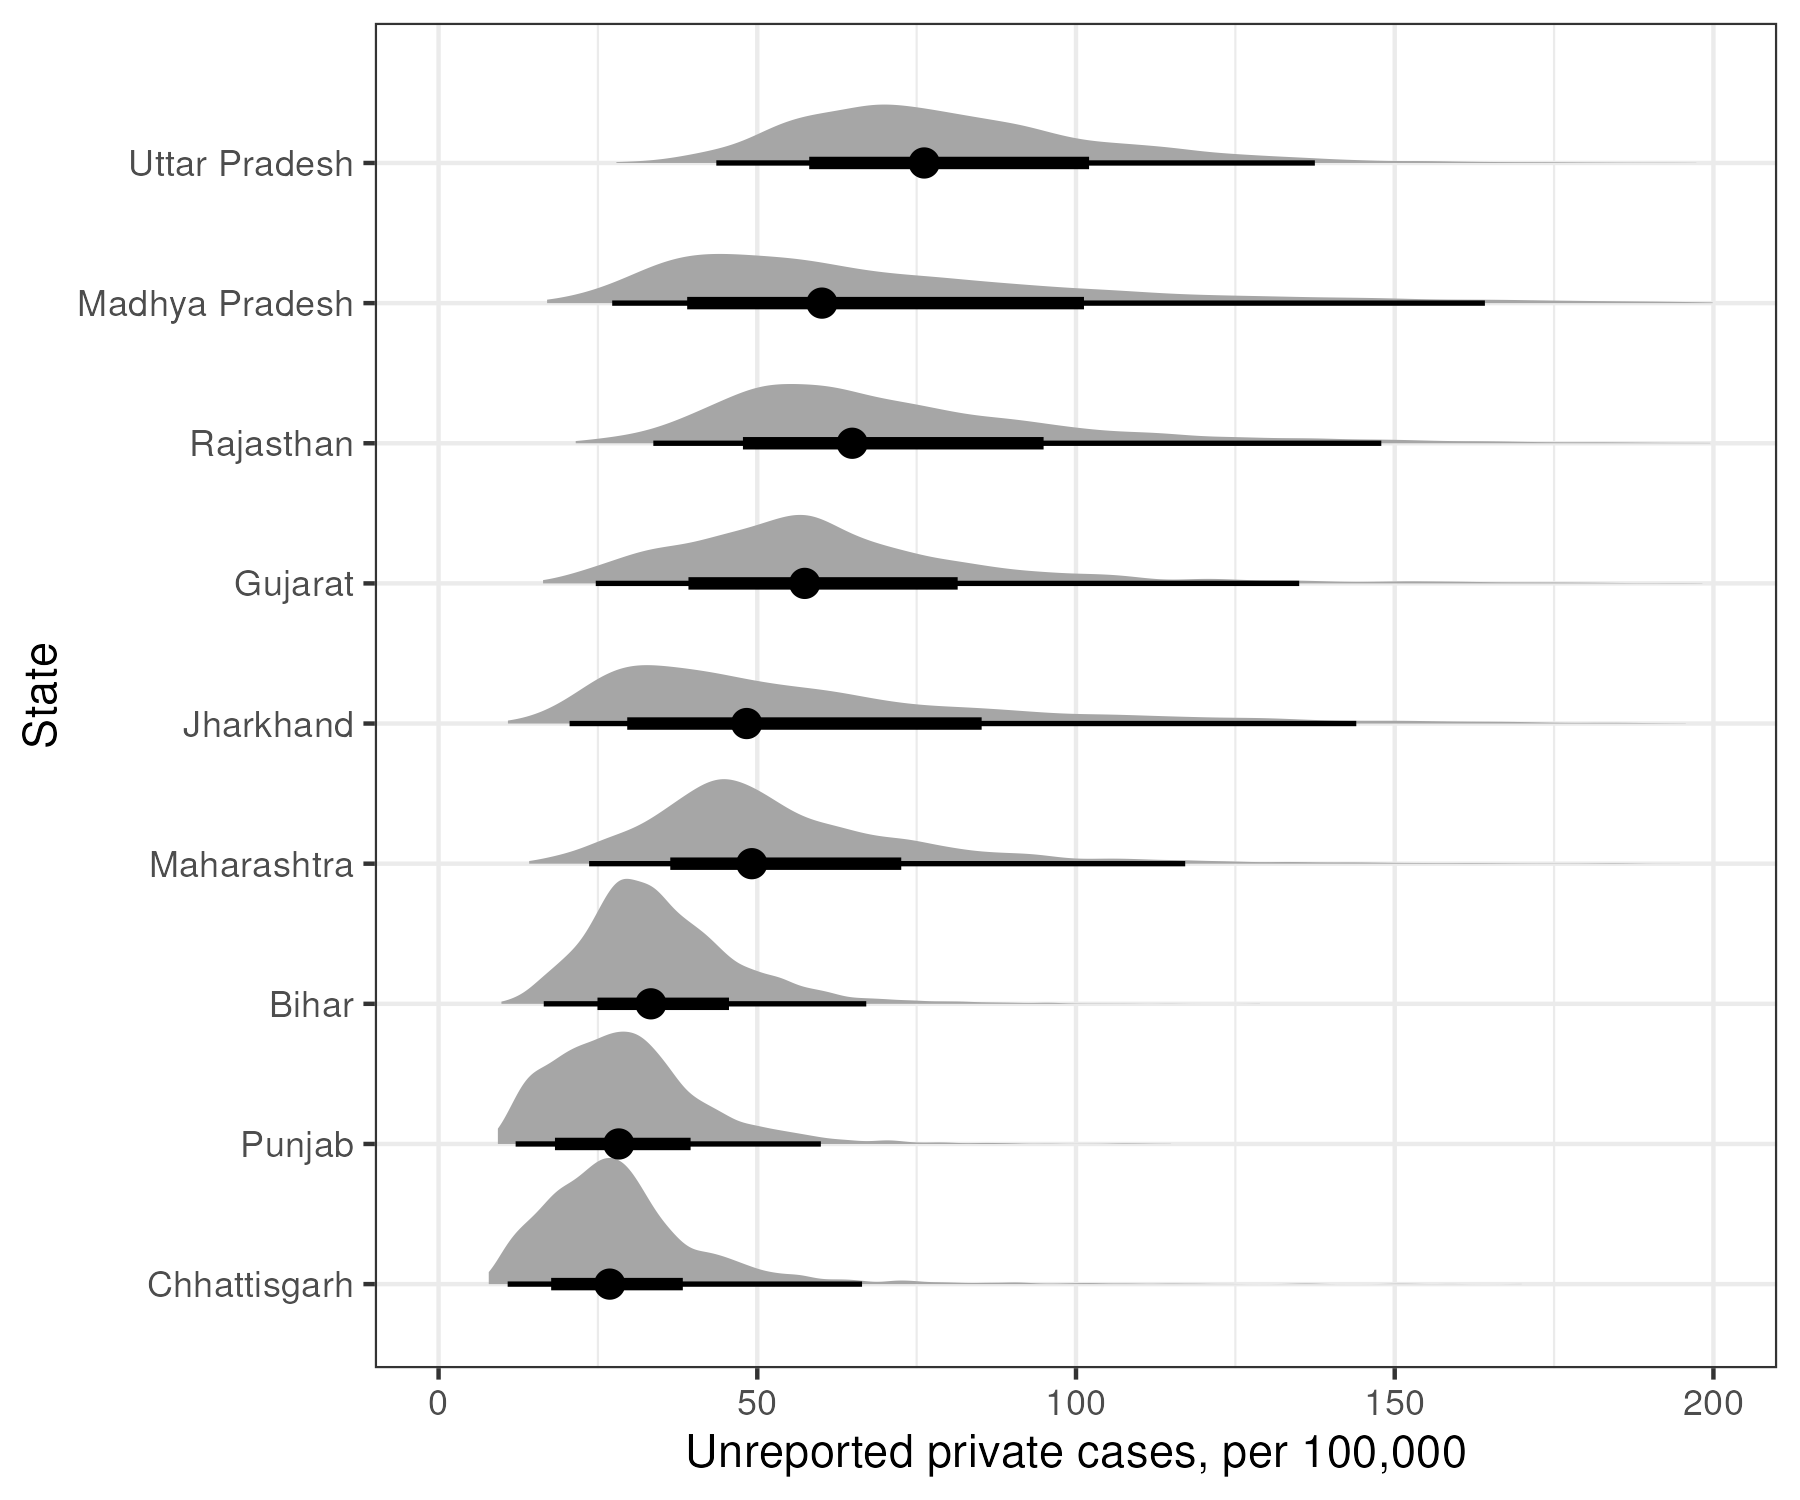 Uttar Pradesh
Madhya Pradesh
Rajasthan
Gujarat
Jharkhand
Maharashtra
Bihar
Punjab
Chhattisgarh
State
0 50 100 150 200
Unreported private cases, per 100,000